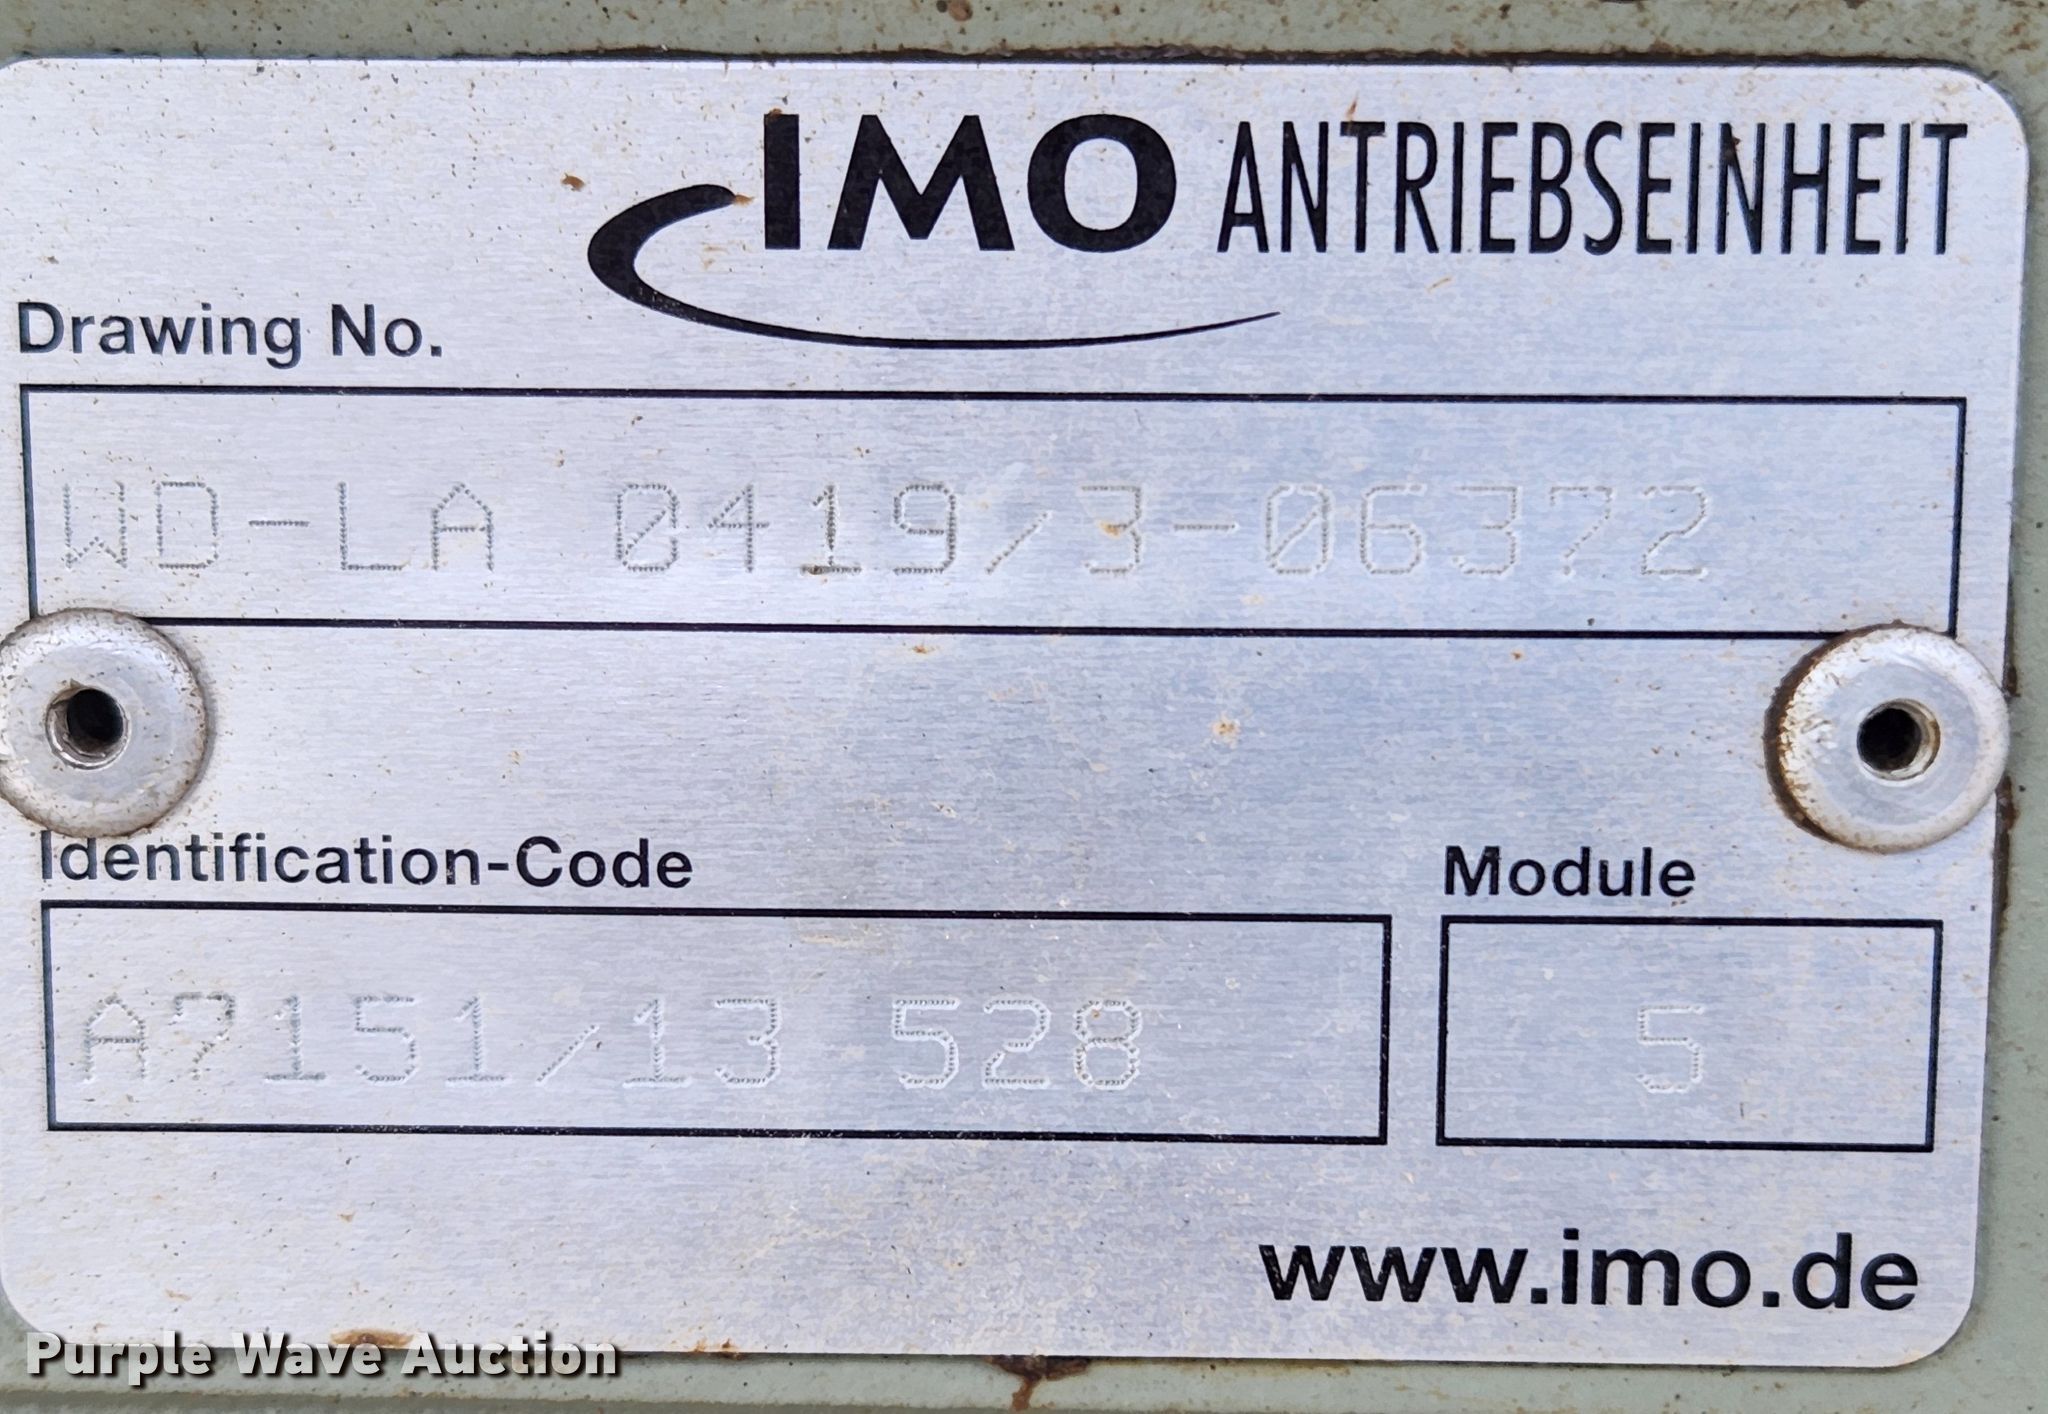 IMO ANTRIEBSEINHEIT
Drawing No.
WD-LA 0419/3-06372
Identification-Code
Module
A7151/13 528
5
www.imo.de
Purple Wave Auction